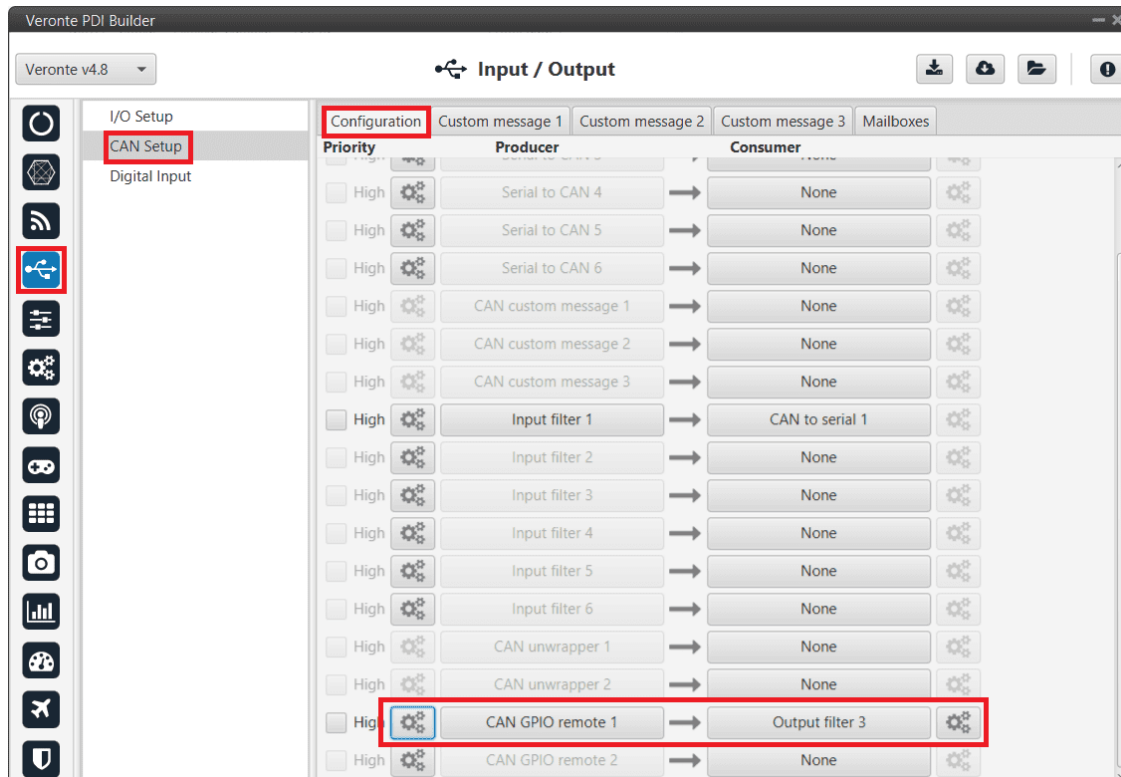 Veronte PDI Builder
Veronte v4.8
Input / Output
I/O Setup
CAN Setup
Digital Input
Configuration Custom message 1 Custom message 2 Custom message 3 Mailboxes
Priority Producer Consumer
High Serial to CAN 4 None
High Serial to CAN 5 None
High Serial to CAN 6 None
High CAN custom message 1 None
High CAN custom message 2 None
High CAN custom message 3 None
High Input filter 1 CAN to serial 1
High Input filter 2 None
High Input filter 3 None
High Input filter 4 None
High Input filter 5 None
High Input filter 6 None
High CAN unwrapper 1 None
High CAN unwrapper 2 None
High CAN GPIO remote 1 Output filter 3
High CAN GPIO remote 2 None